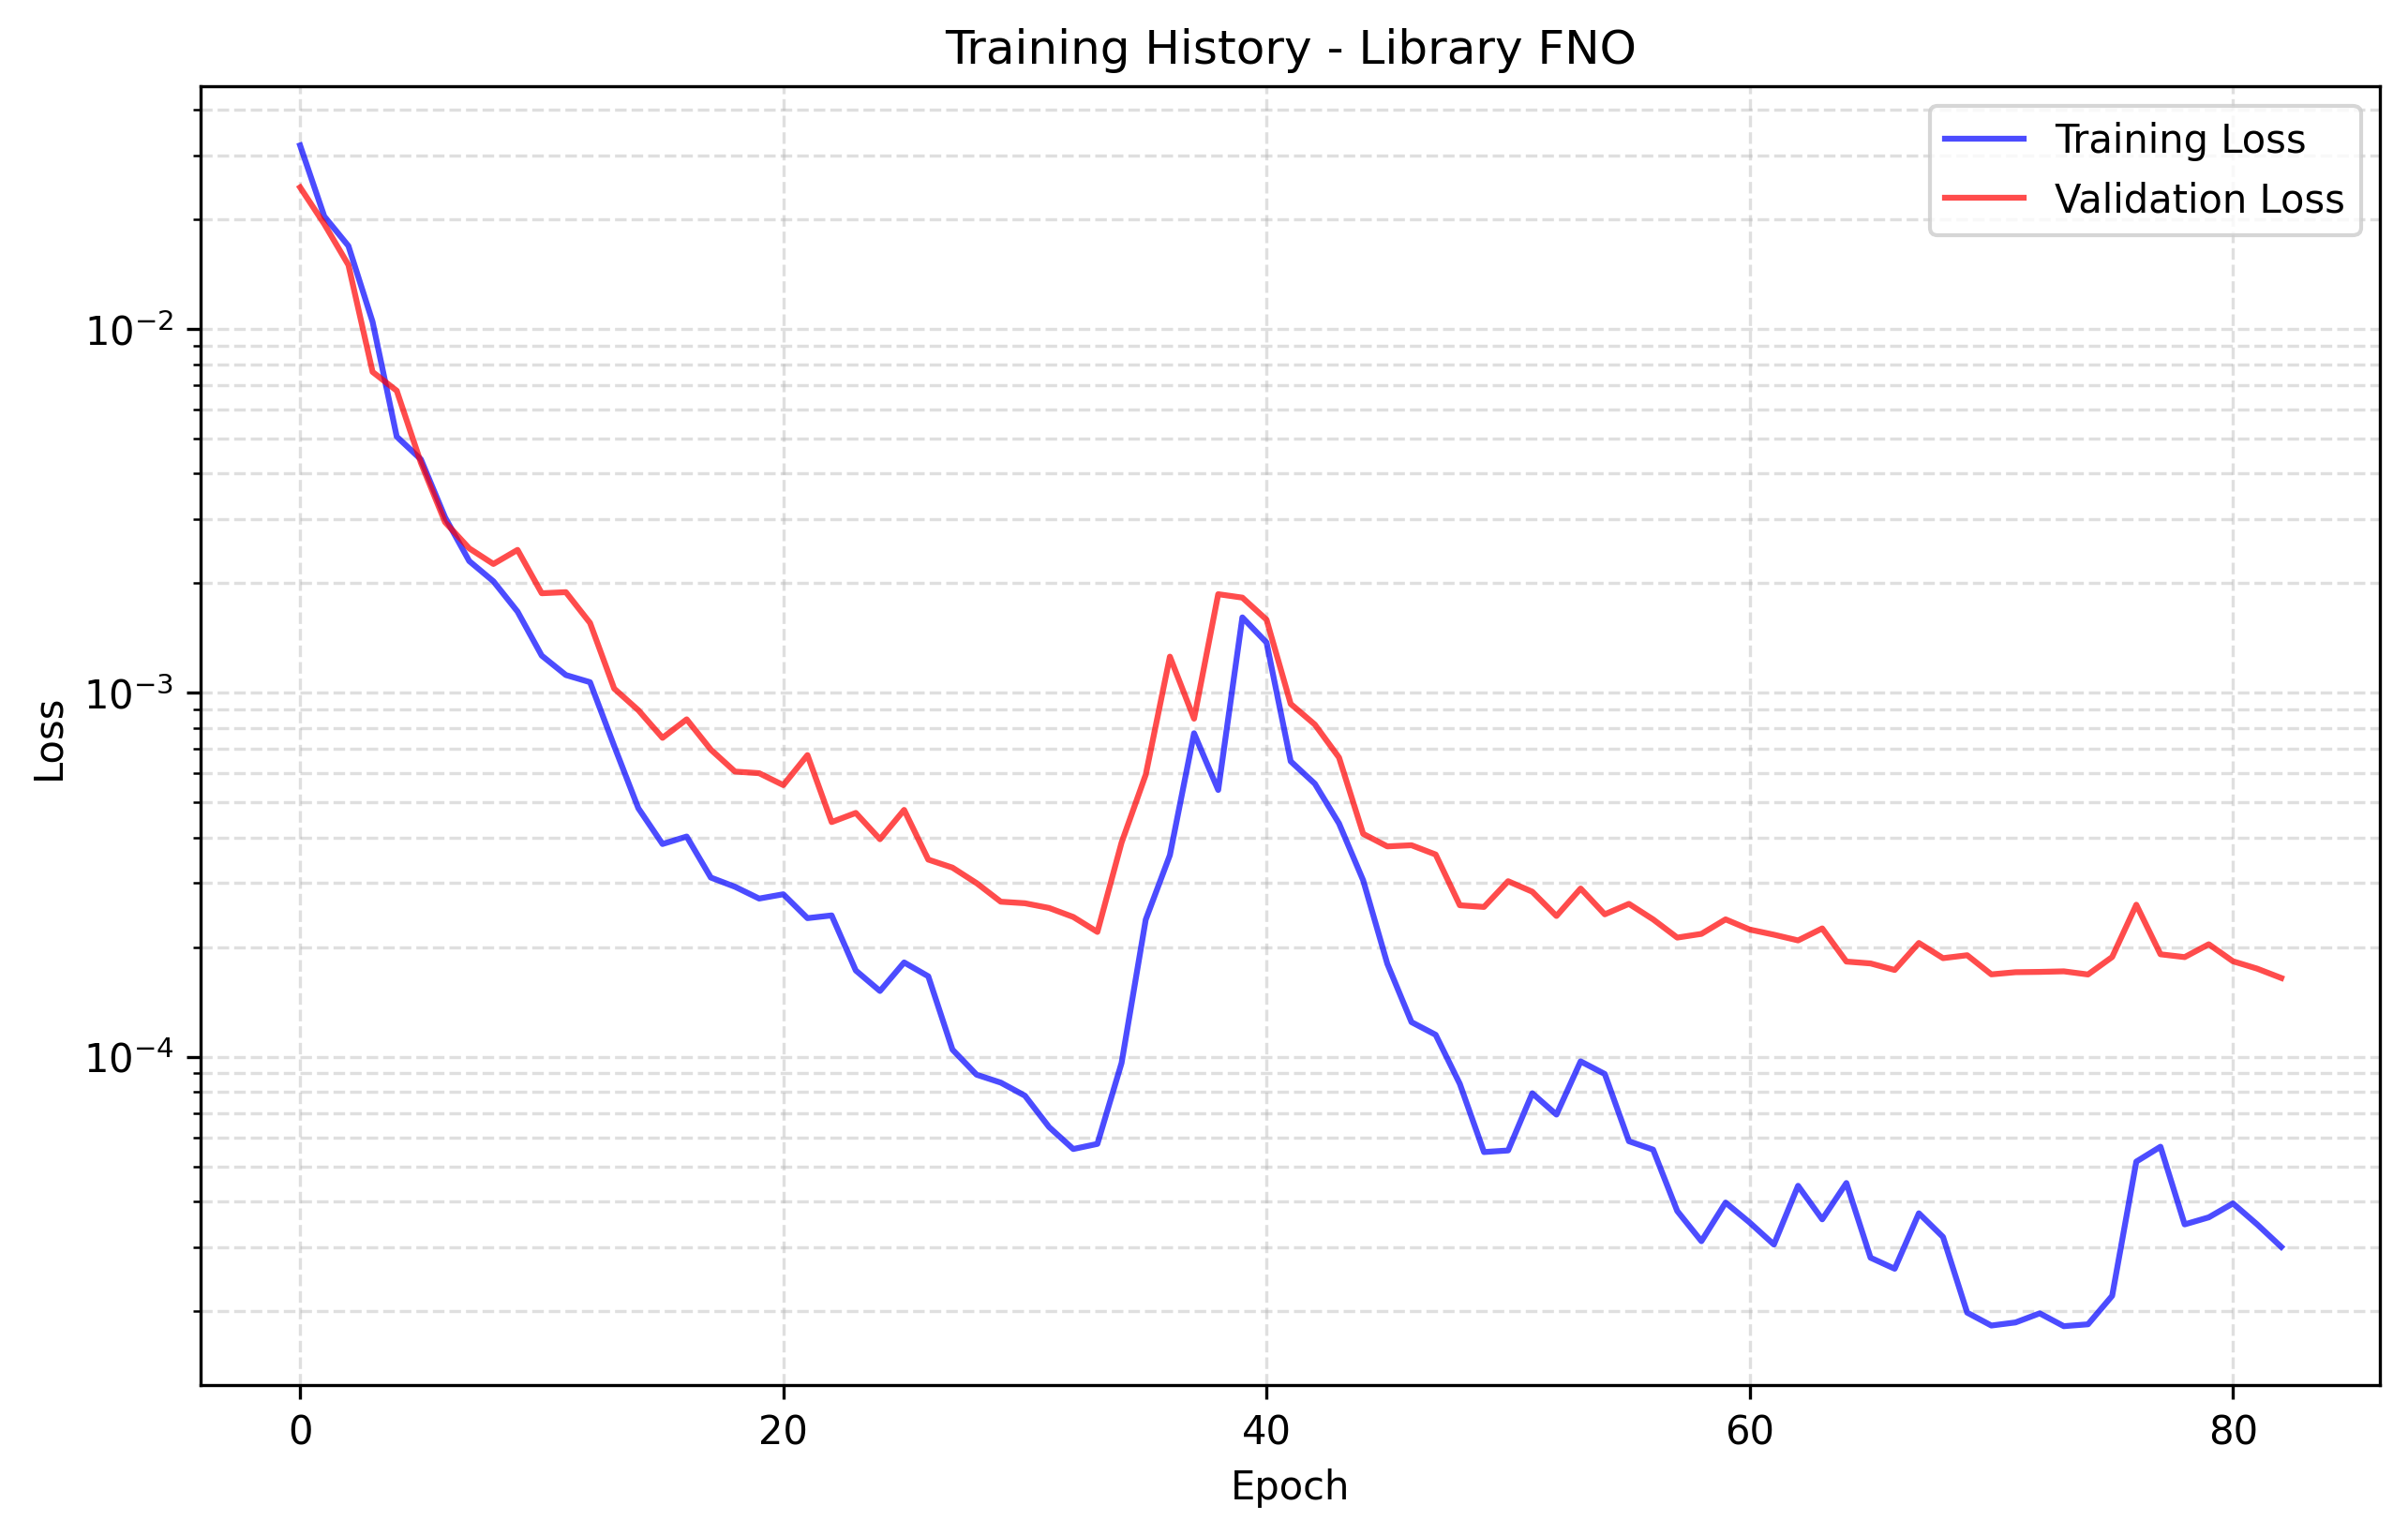 Training History - Library FNO
Training Loss
Validation Loss
10⁻²
10⁻³
10⁻⁴
Loss
0 20 40 60 80
Epoch